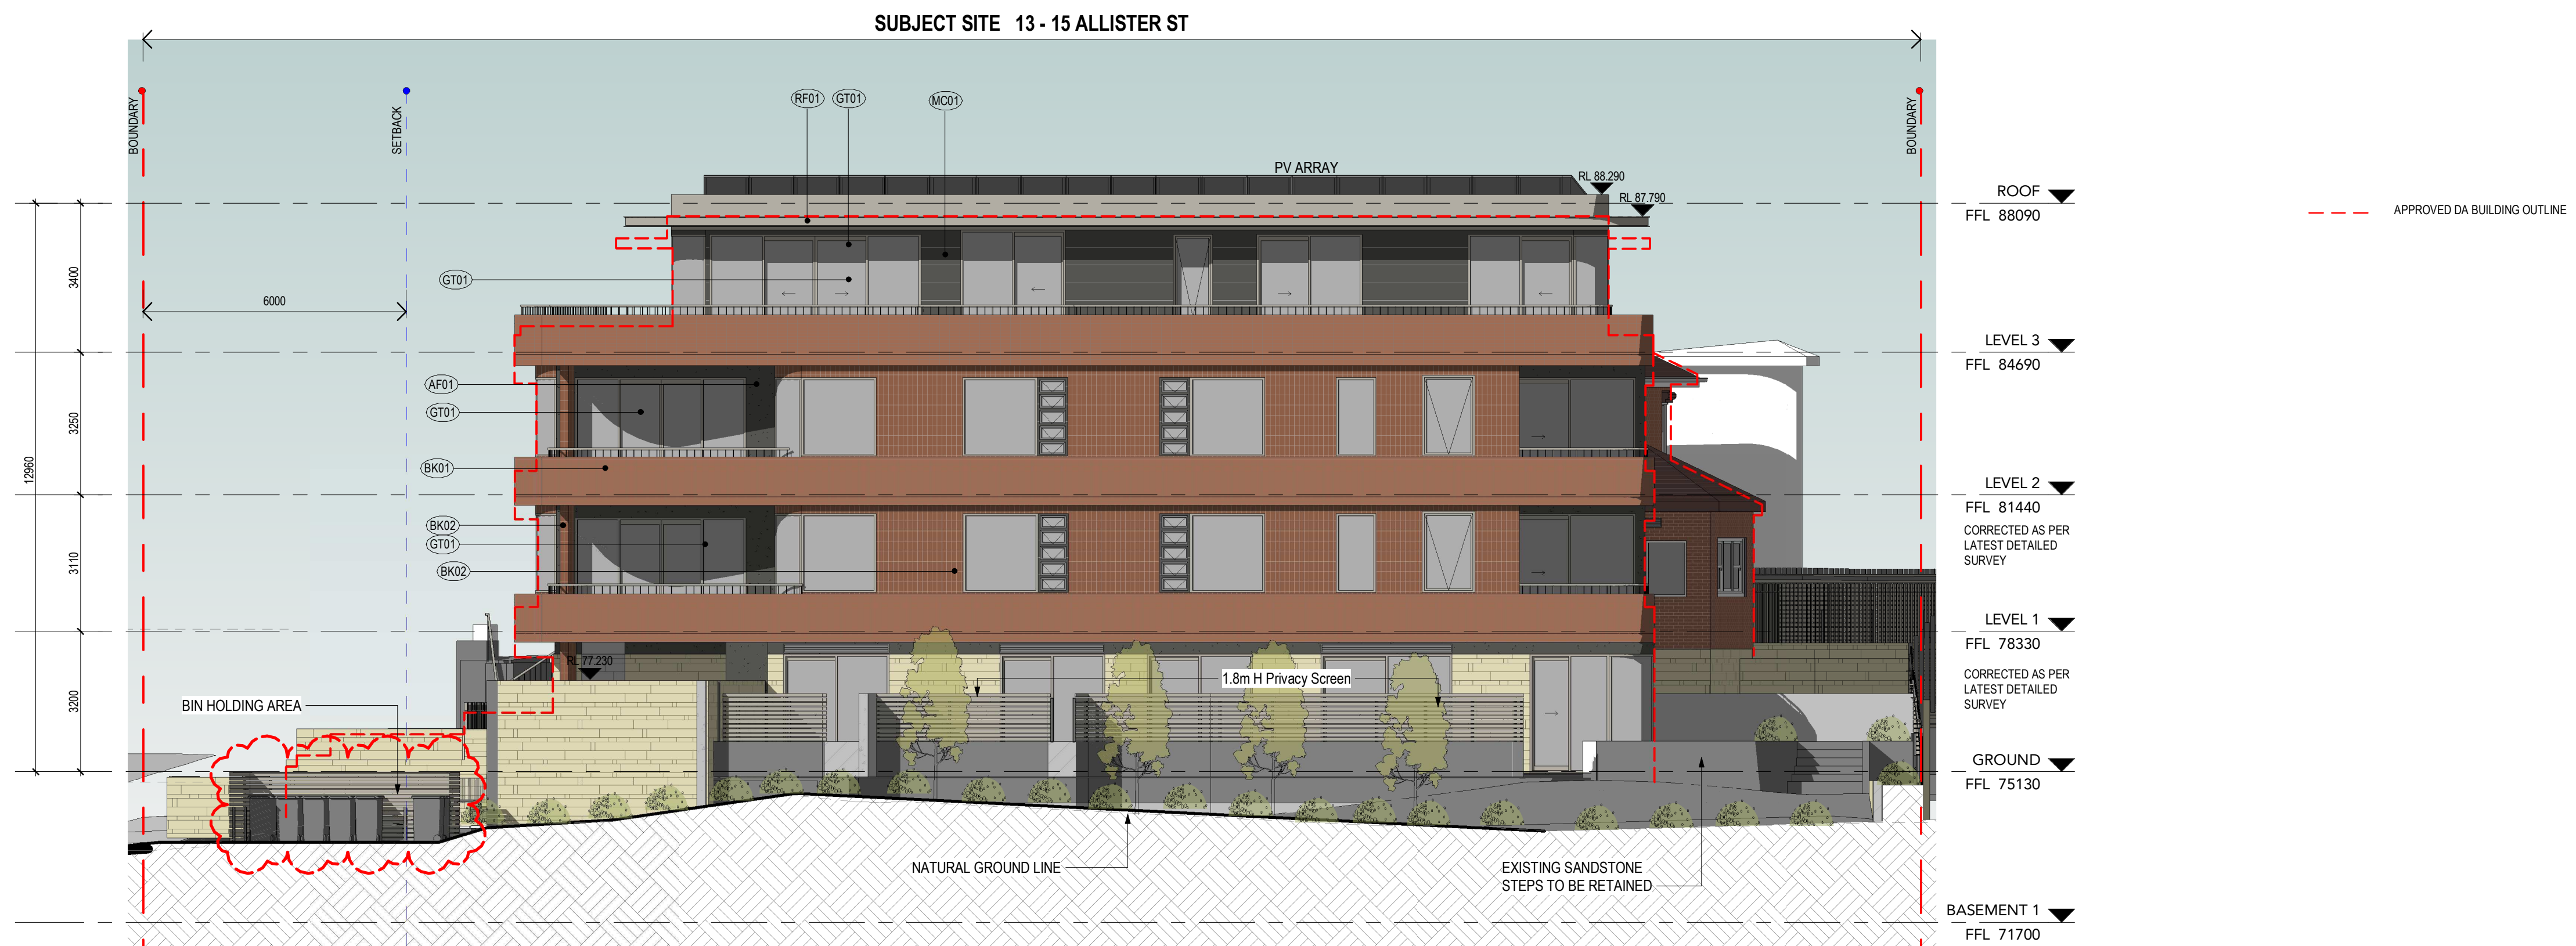 SUBJECT SITE 13 - 15 ALLISTER ST
BOUNDARY
SETBACK
BOUNDARY
RF01
GT01
MC01
PV ARRAY
RL 88.290
RL 87.790
ROOF
FFL 88090
APPROVED DA BUILDING OUTLINE
3400
GT01
6000
LEVEL 3
FFL 84690
AF01
GT01
3250
12960
BK01
LEVEL 2
FFL 81440
CORRECTED AS PER
LATEST DETAILED
SURVEY
BK02
GT01
3110
BK02
LEVEL 1
FFL 78330
RL 77.230
1.8m H Privacy Screen
CORRECTED AS PER
LATEST DETAILED
SURVEY
3200
BIN HOLDING AREA
GROUND
FFL 75130
NATURAL GROUND LINE
EXISTING SANDSTONE
STEPS TO BE RETAINED
BASEMENT 1
FFL 71700